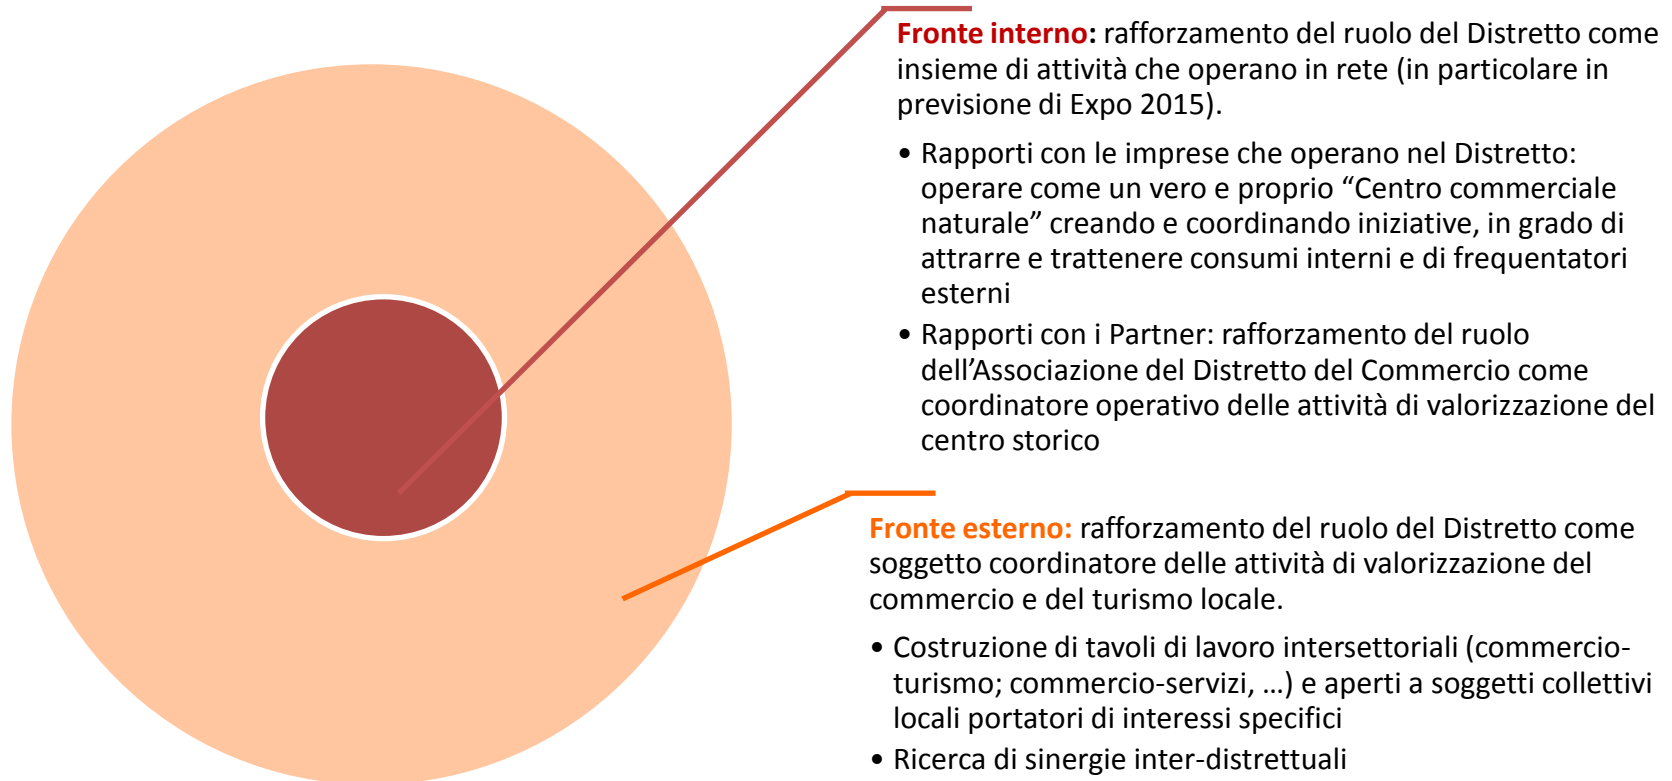 Fronte interno: rafforzamento del ruolo del Distretto come
insieme di attività che operano in rete (in particolare in
previsione di Expo 2015).
• Rapporti con le imprese che operano nel Distretto:
operare come un vero e proprio “Centro commerciale
naturale” creando e coordinando iniziative, in grado di
attrarre e trattenere consumi interni e di frequentatori
esterni
• Rapporti con i Partner: rafforzamento del ruolo
dell’Associazione del Distretto del Commercio come
coordinatore operativo delle attività di valorizzazione del
centro storico
Fronte esterno: rafforzamento del ruolo del Distretto come
soggetto coordinatore delle attività di valorizzazione del
commercio e del turismo locale.
• Costruzione di tavoli di lavoro intersettoriali (commercio-
turismo; commercio-servizi, …) e aperti a soggetti collettivi
locali portatori di interessi specifici
• Ricerca di sinergie inter-distrettuali